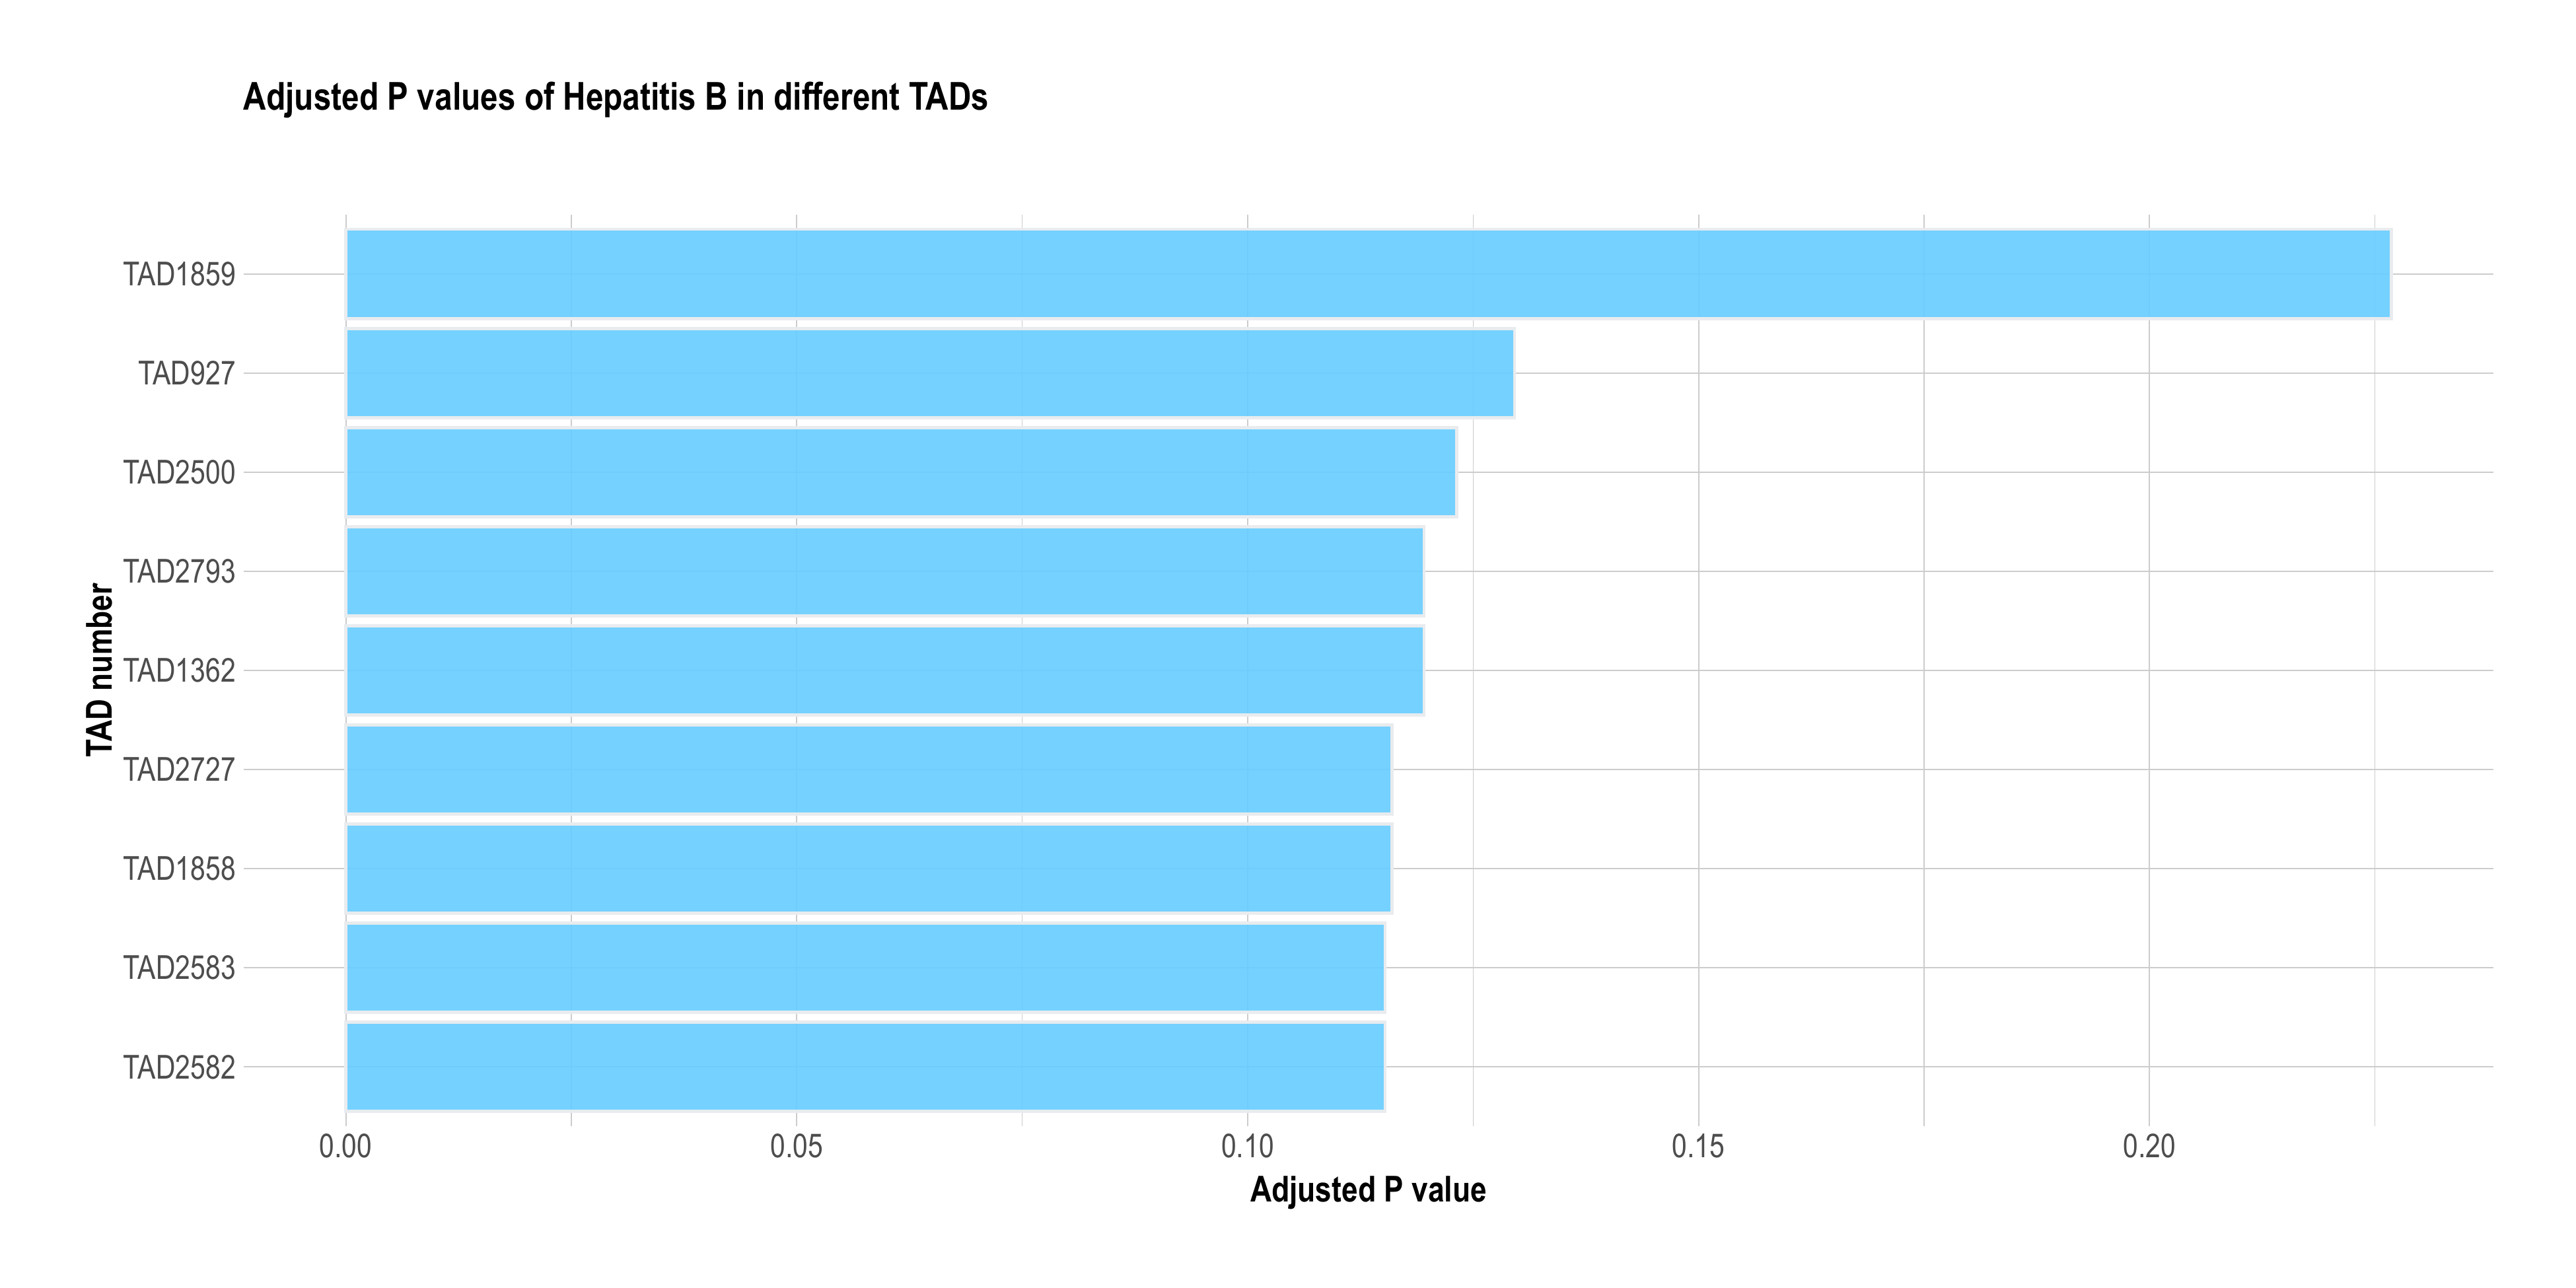 Adjusted P values of Hepatitis B in different TADs
TAD1859
TAD927
TAD2500
TAD2793
TAD1362
TAD2727
TAD1858
TAD2583
TAD2582
TAD number
0.00 0.05 0.10 0.15 0.20
Adjusted P value